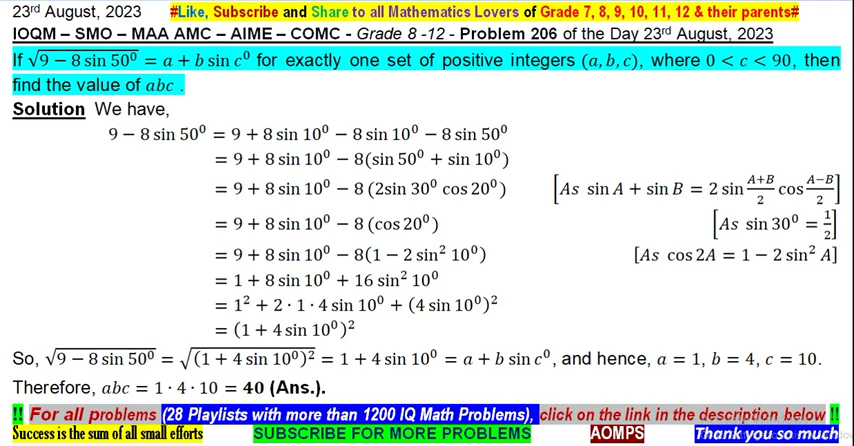 23rd August, 2023 #Like, Subscribe and Share to all Mathematics Lovers of Grade 7, 8, 9, 10, 11, 12 & their parents#
IOQM – SMO – MAA AMC – AIME – COMC - Grade 8 -12 - Problem 206 of the Day 23rd August, 2023
If √(9 − 8 sin 50⁰) = a + b sin c⁰ for exactly one set of positive integers (a, b, c), where 0 < c < 90, then
find the value of abc .
Solution We have,
9 − 8 sin 50⁰ = 9 + 8 sin 10⁰ − 8 sin 10⁰ − 8 sin 50⁰
= 9 + 8 sin 10⁰ − 8(sin 50⁰ + sin 10⁰)
= 9 + 8 sin 10⁰ − 8 (2sin 30⁰ cos 20⁰) [As sin A + sin B = 2 sin (A+B)/2 cos (A−B)/2]
= 9 + 8 sin 10⁰ − 8 (cos 20⁰) [As sin 30⁰ = 1/2]
= 9 + 8 sin 10⁰ − 8(1 − 2 sin² 10⁰) [As cos 2A = 1 − 2 sin² A]
= 1 + 8 sin 10⁰ + 16 sin² 10⁰
= 1² + 2 · 1 · 4 sin 10⁰ + (4 sin 10⁰)²
= (1 + 4 sin 10⁰)²
So, √(9 − 8 sin 50⁰) = √((1 + 4 sin 10⁰)²) = 1 + 4 sin 10⁰ = a + b sin c⁰, and hence, a = 1, b = 4, c = 10.
Therefore, abc = 1 · 4 · 10 = 40 (Ans.).
!! For all problems (28 Playlists with more than 1200 IQ Math Problems), click on the link in the description below !!
Success is the sum of all small efforts SUBSCRIBE FOR MORE PROBLEMS AOMPS Thank you so much